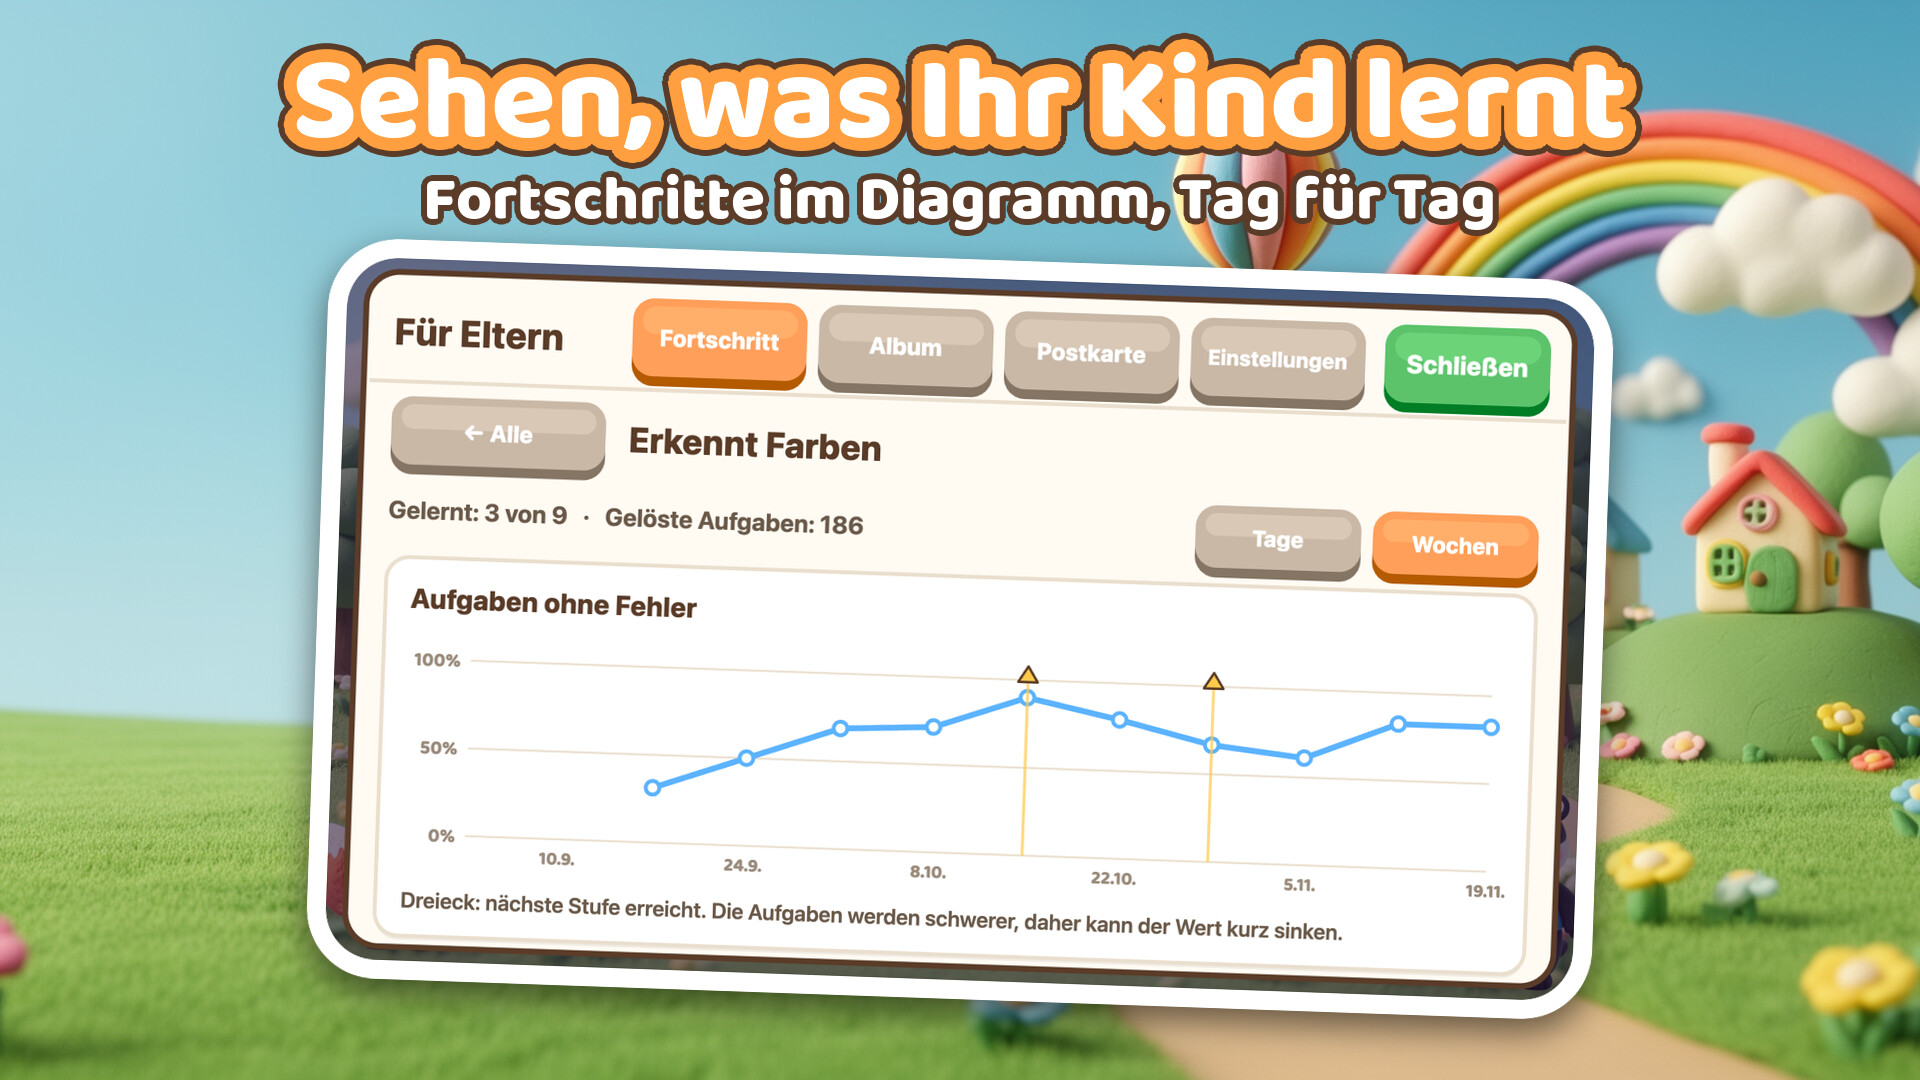 Sehen, was Ihr Kind lernt
Fortschritte im Diagramm, Tag für Tag
Für Eltern
Fortschritt
Album
Postkarte
Einstellungen
Schließen
← Alle
Erkennt Farben
Gelernt: 3 von 9 · Gelöste Aufgaben: 186
Tage
Wochen
Aufgaben ohne Fehler
100%
50%
0%
10.9.
24.9.
8.10.
22.10.
5.11.
19.11.
Dreieck: nächste Stufe erreicht. Die Aufgaben werden schwerer, daher kann der Wert kurz sinken.